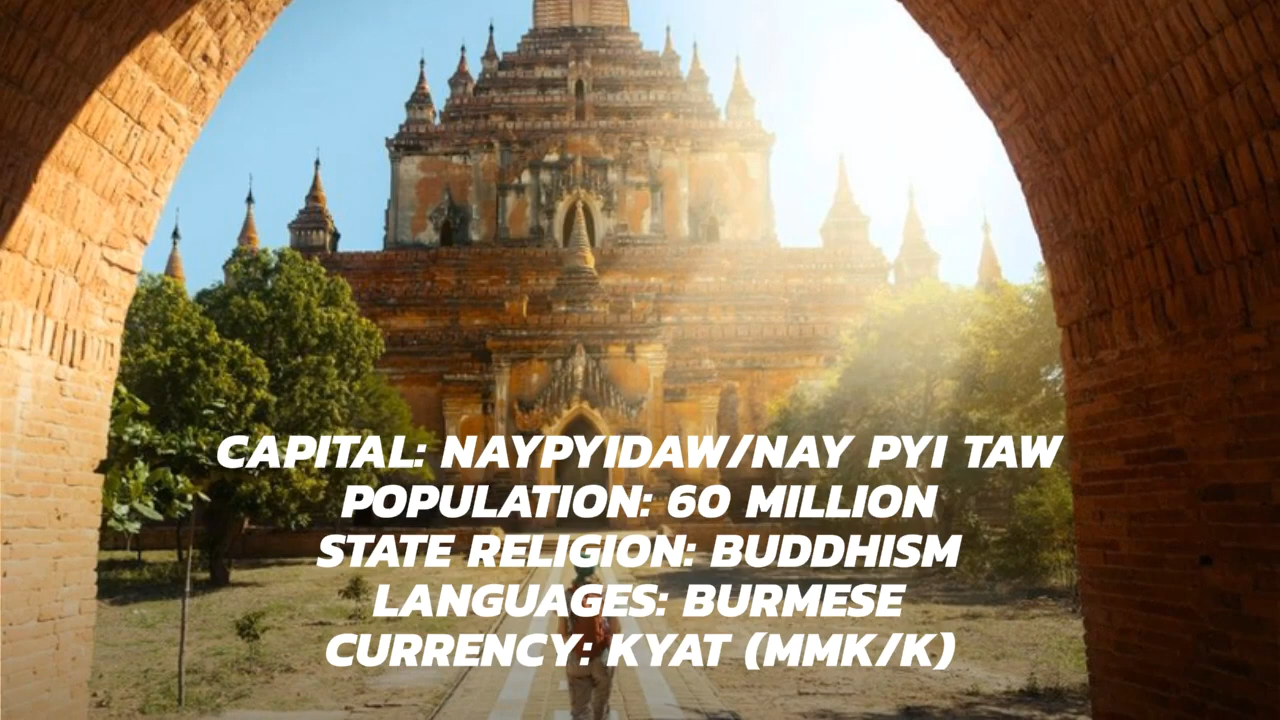 CAPITAL: NAYPYIDAW/NAY PYI TAW
POPULATION: 60 MILLION
STATE RELIGION: BUDDHISM
LANGUAGES: BURMESE
CURRENCY: KYAT (MMK/K)